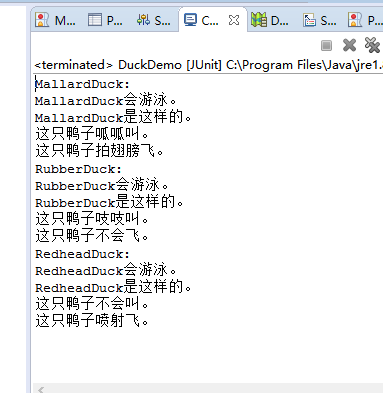 M... P... S... C... D... S... P...
<terminated> DuckDemo [JUnit] C:\Program Files\Java\jre1.
MallardDuck:
MallardDuck会游泳。
MallardDuck是这样的。
这只鸭子呱呱叫。
这只鸭子拍翅膀飞。
RubberDuck:
RubberDuck会游泳。
RubberDuck是这样的。
这只鸭子吱吱叫。
这只鸭子不会飞。
RedheadDuck:
RedheadDuck会游泳。
RedheadDuck是这样的。
这只鸭子不会叫。
这只鸭子喷射飞。